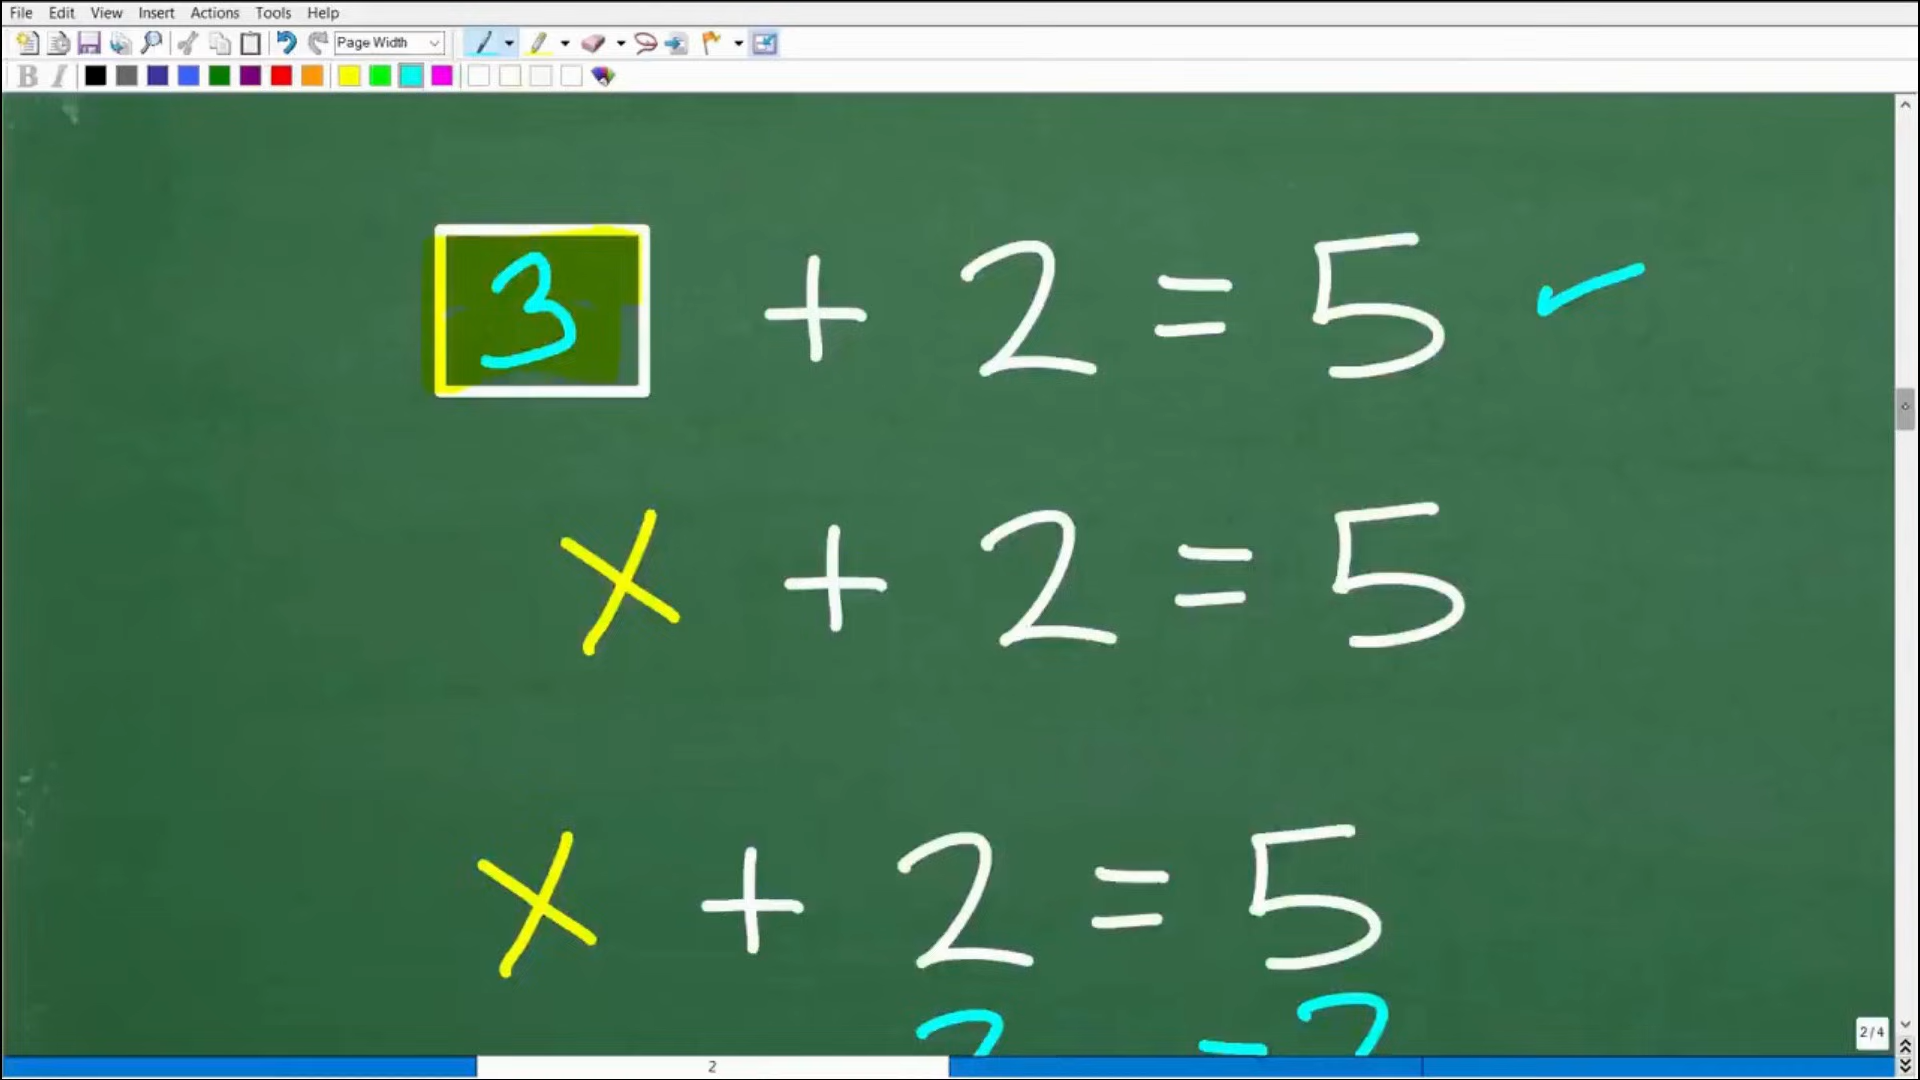 File Edit View Insert Actions Tools Help
Page Width
B I
3 + 2 = 5 ✓
x + 2 = 5
x + 2 = 5
2/4
2